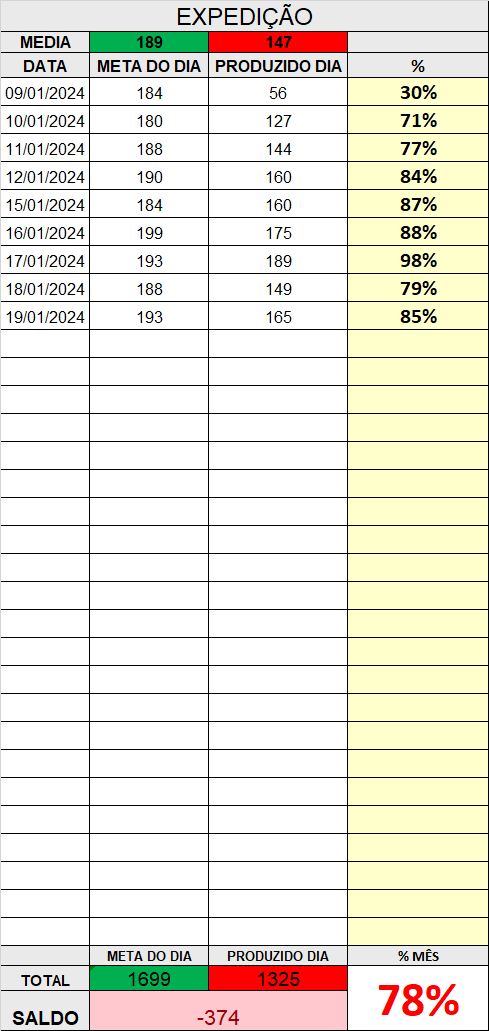 EXPEDIÇÃO
MEDIA 189 147
DATA META DO DIA PRODUZIDO DIA %
09/01/2024 184 56 30%
10/01/2024 180 127 71%
11/01/2024 188 144 77%
12/01/2024 190 160 84%
15/01/2024 184 160 87%
16/01/2024 199 175 88%
17/01/2024 193 189 98%
18/01/2024 188 149 79%
19/01/2024 193 165 85%
META DO DIA PRODUZIDO DIA % MÊS
TOTAL 1699 1325 78%
SALDO -374